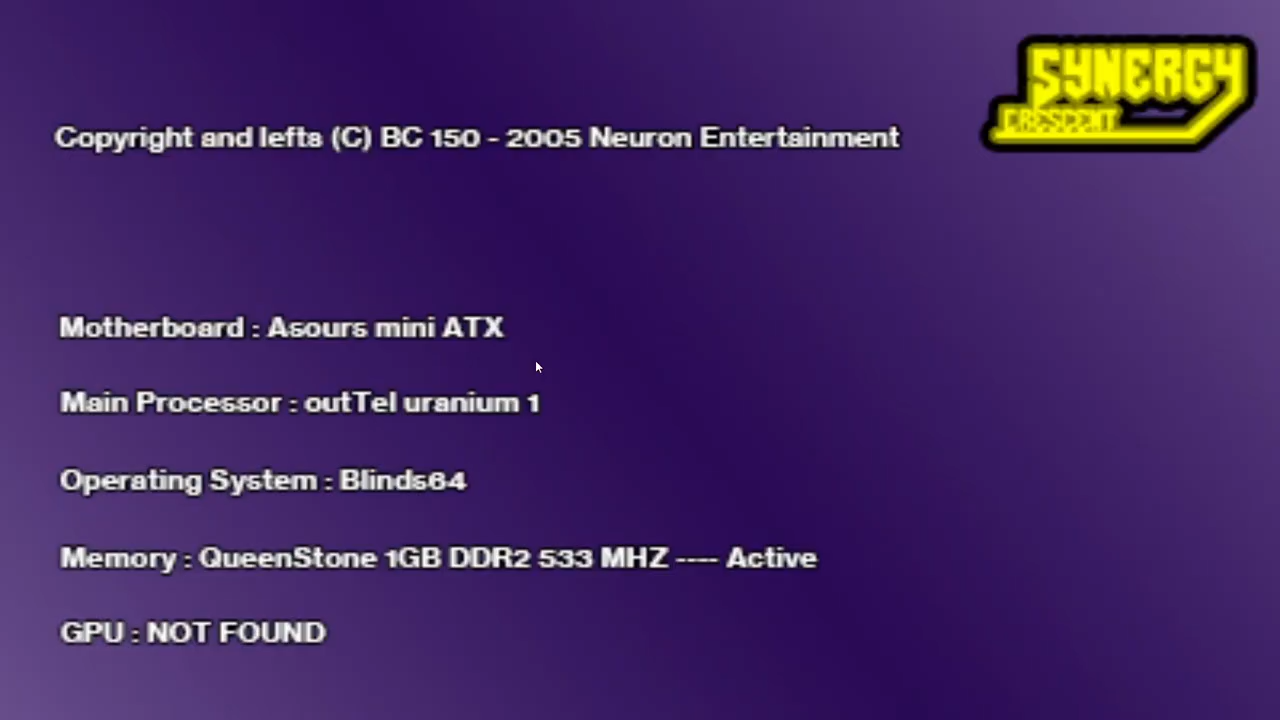 SYNERGY
CRESCENT
Copyright and lefts (C) BC 150 - 2005 Neuron Entertainment
Motherboard : Asours mini ATX
Main Processor : outTel uranium 1
Operating System : Blinds64
Memory : QueenStone 1GB DDR2 533 MHZ ---- Active
GPU : NOT FOUND